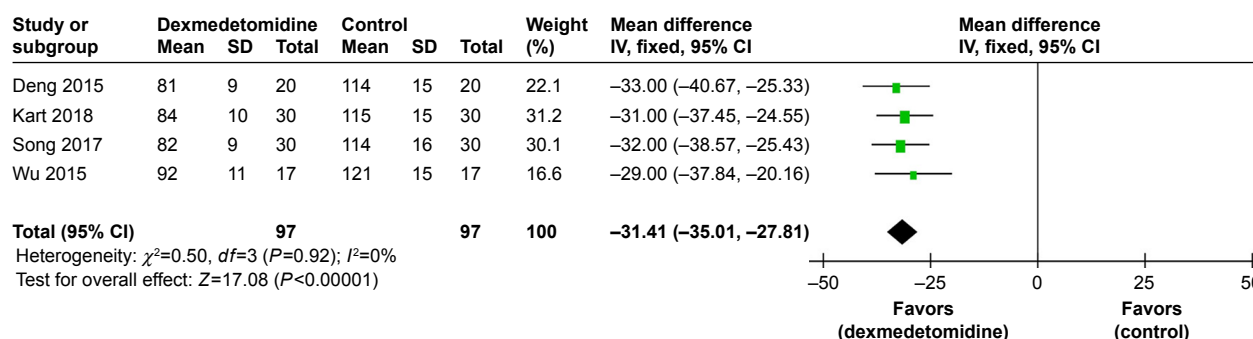 Study or Dexmedetomidine Control Weight Mean difference Mean difference
subgroup Mean SD Total Mean SD Total (%) IV, fixed, 95% CI IV, fixed, 95% CI
Deng 2015 81 9 20 114 15 20 22.1 –33.00 (–40.67, –25.33)
Kart 2018 84 10 30 115 15 30 31.2 –31.00 (–37.45, –24.55)
Song 2017 82 9 30 114 16 30 30.1 –32.00 (–38.57, –25.43)
Wu 2015 92 11 17 121 15 17 16.6 –29.00 (–37.84, –20.16)
Total (95% CI) 97 97 100 –31.41 (–35.01, –27.81)
Heterogeneity: χ²=0.50, df=3 (P=0.92); I²=0%
Test for overall effect: Z=17.08 (P<0.00001)
–50 –25 0 25 50
Favors Favors
(dexmedetomidine) (control)